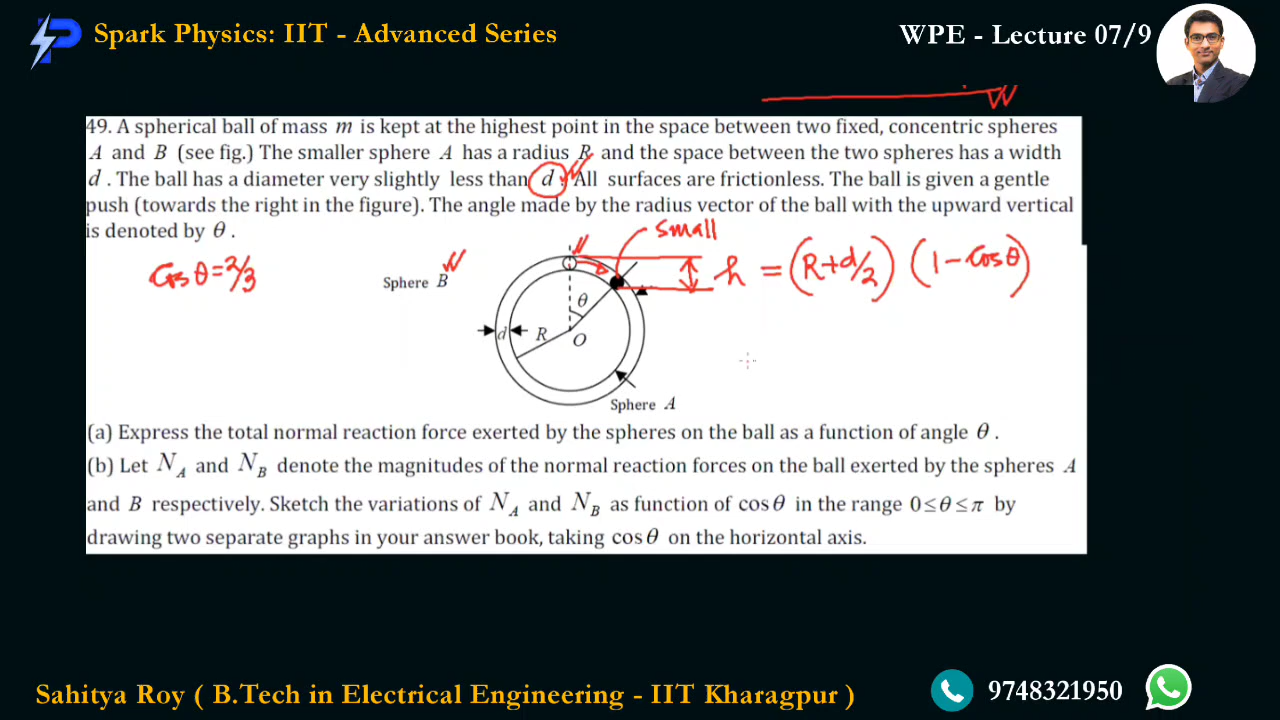 Spark Physics: IIT - Advanced Series
WPE - Lecture 07/9
49. A spherical ball of mass m is kept at the highest point in the space between two fixed, concentric spheres
A and B (see fig.) The smaller sphere A has a radius R and the space between the two spheres has a width
d . The ball has a diameter very slightly less than d . All surfaces are frictionless. The ball is given a gentle
push (towards the right in the figure). The angle made by the radius vector of the ball with the upward vertical
is denoted by θ .
small
Cos θ = 2/3
Sphere B
h = (R+d/2) (1 - Cos θ)
θ
d
R
O
Sphere A
(a) Express the total normal reaction force exerted by the spheres on the ball as a function of angle θ .
(b) Let N_A and N_B denote the magnitudes of the normal reaction forces on the ball exerted by the spheres A
and B respectively. Sketch the variations of N_A and N_B as function of cos θ in the range 0≤θ≤π by
drawing two separate graphs in your answer book, taking cos θ on the horizontal axis.
Sahitya Roy ( B.Tech in Electrical Engineering - IIT Kharagpur )
9748321950